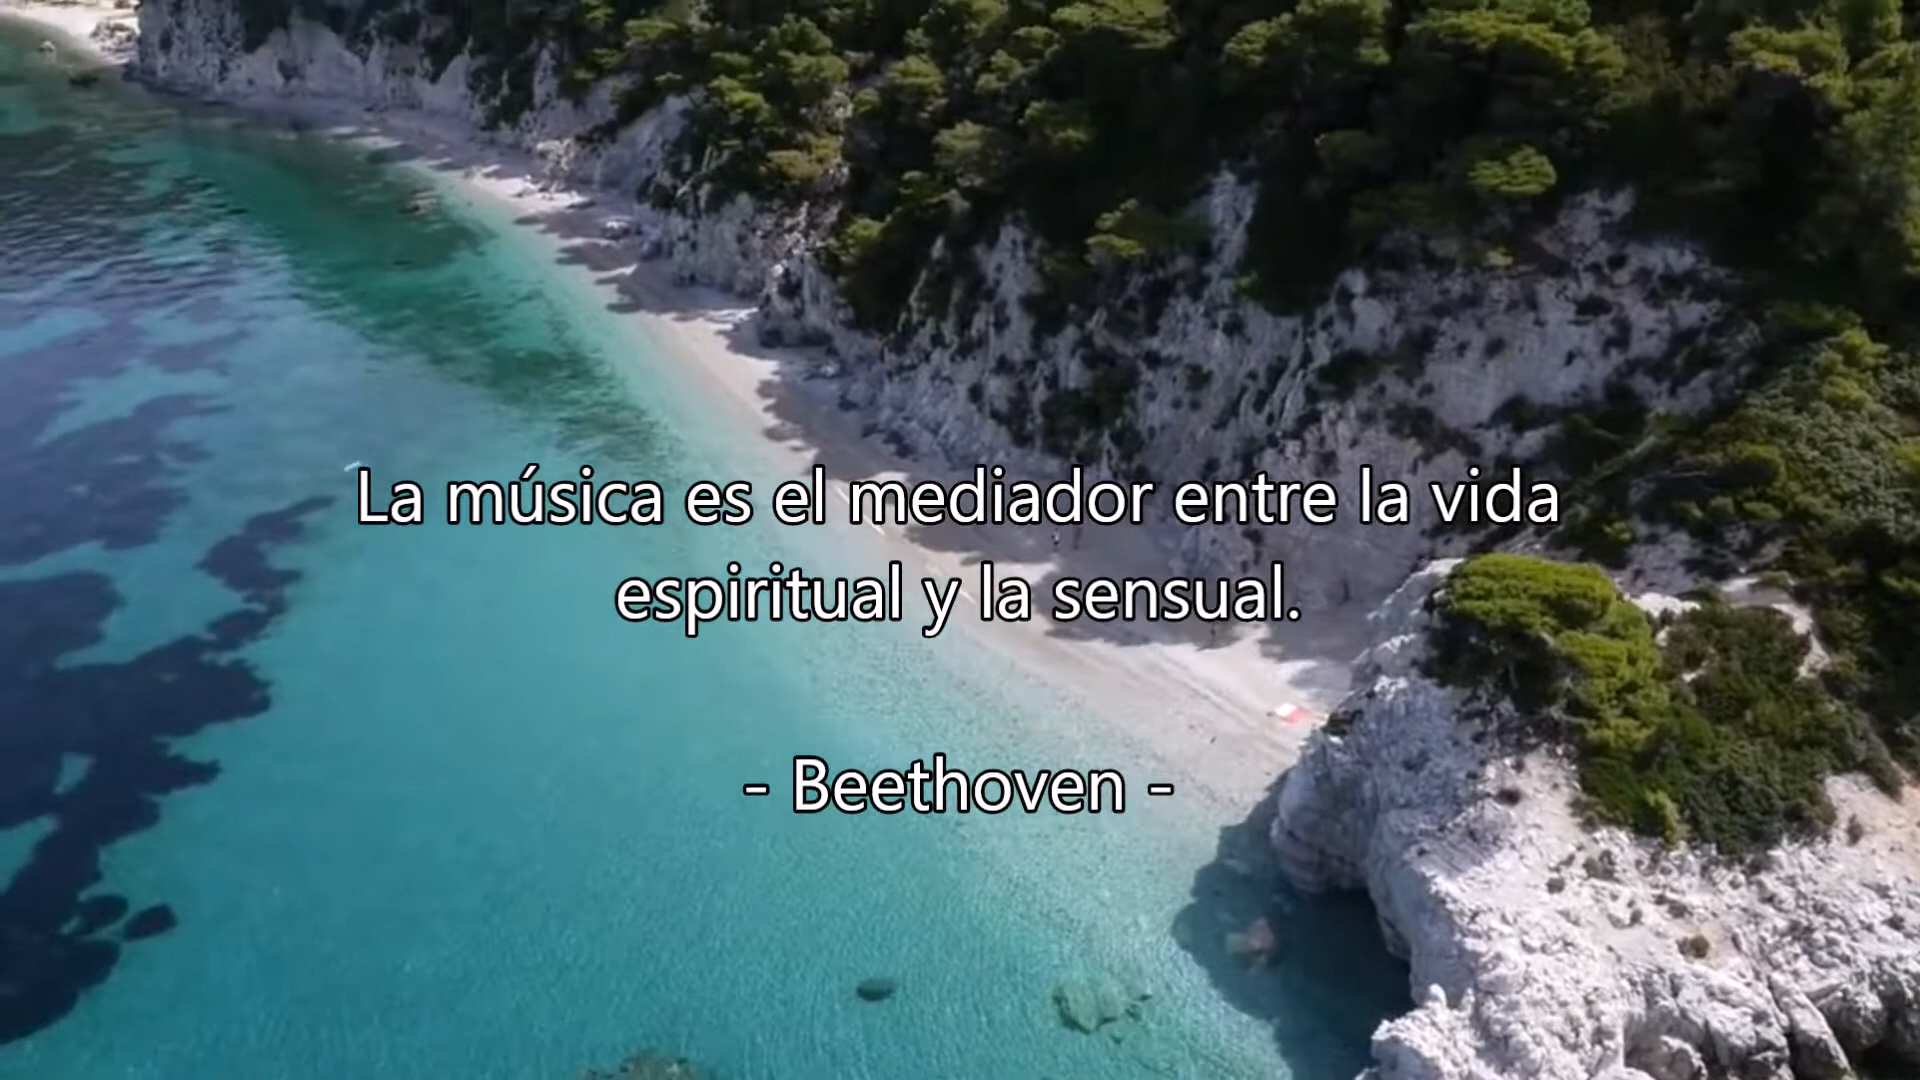 La música es el mediador entre la vida
espiritual y la sensual.
- Beethoven -